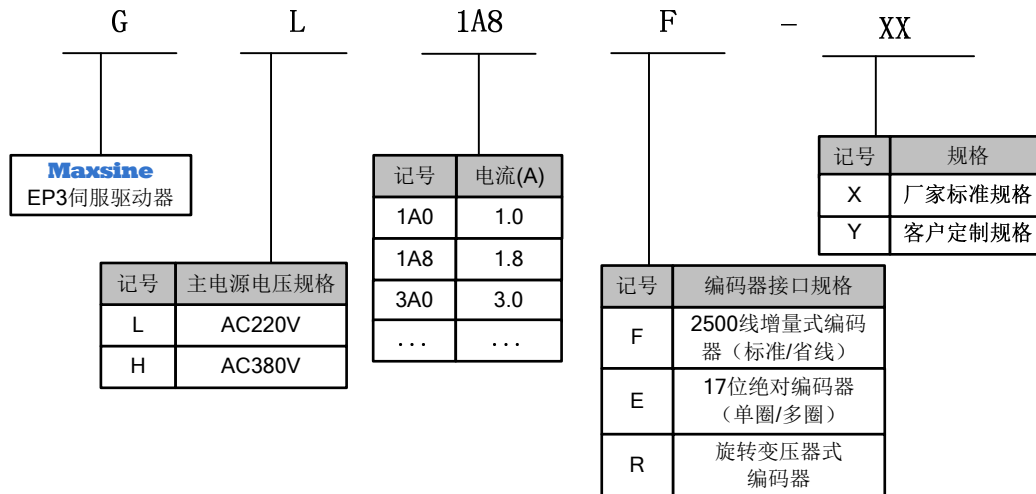 G L 1A8 F - XX
Maxsine
EP3伺服驱动器
记号 主电源电压规格
L AC220V
H AC380V
记号 电流(A)
1A0 1.0
1A8 1.8
3A0 3.0
... ...
记号 编码器接口规格
F 2500线增量式编码
器（标准/省线）
E 17位绝对编码器
（单圈/多圈）
R 旋转变压器式
编码器
记号 规格
X 厂家标准规格
Y 客户定制规格